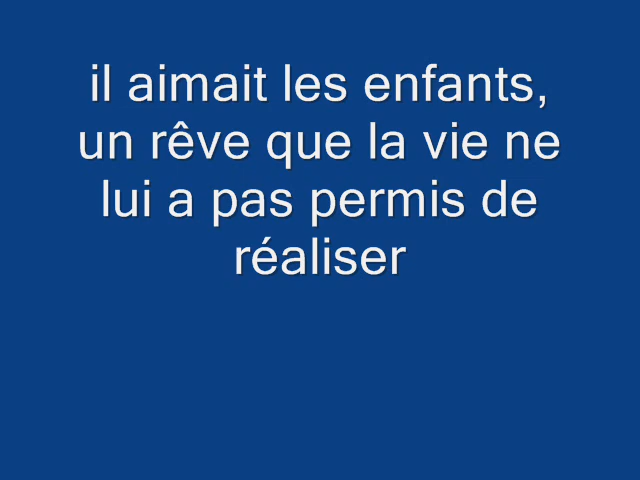 il aimait les enfants,
un rêve que la vie ne
lui a pas permis de
réaliser